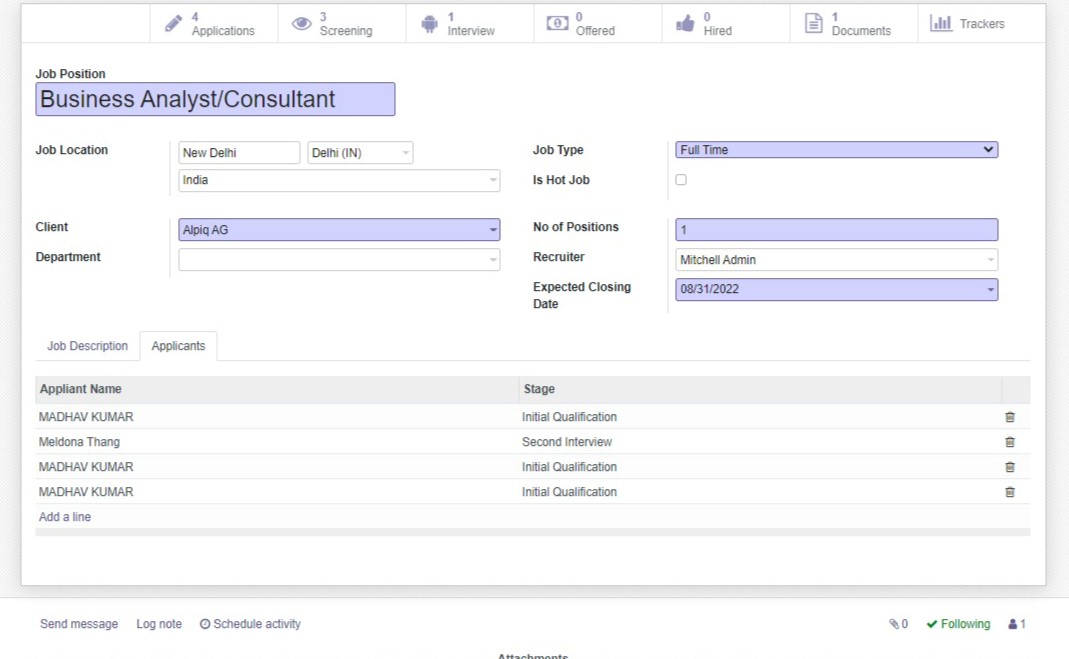 4 Applications
3 Screening
1 Interview
0 Offered
0 Hired
1 Documents
Trackers
Job Position
Business Analyst/Consultant
Job Location
New Delhi
Delhi (IN)
India
Job Type
Full Time
Is Hot Job
Client
Alpiq AG
Department
No of Positions
1
Recruiter
Mitchell Admin
Expected Closing
Date
08/31/2022
Job Description
Applicants
Appliant Name Stage
MADHAV KUMAR Initial Qualification
Meldona Thang Second Interview
MADHAV KUMAR Initial Qualification
MADHAV KUMAR Initial Qualification
Add a line
Send message Log note Schedule activity 0 Following 1
Attachments